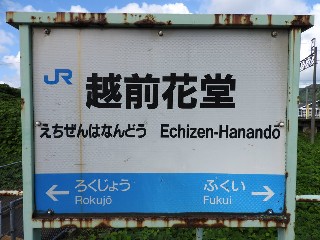 JR 越前花堂
えちぜんはなんどう Echizen-Hanandō
ろくじょう ふくい
← Rokujō Fukui →